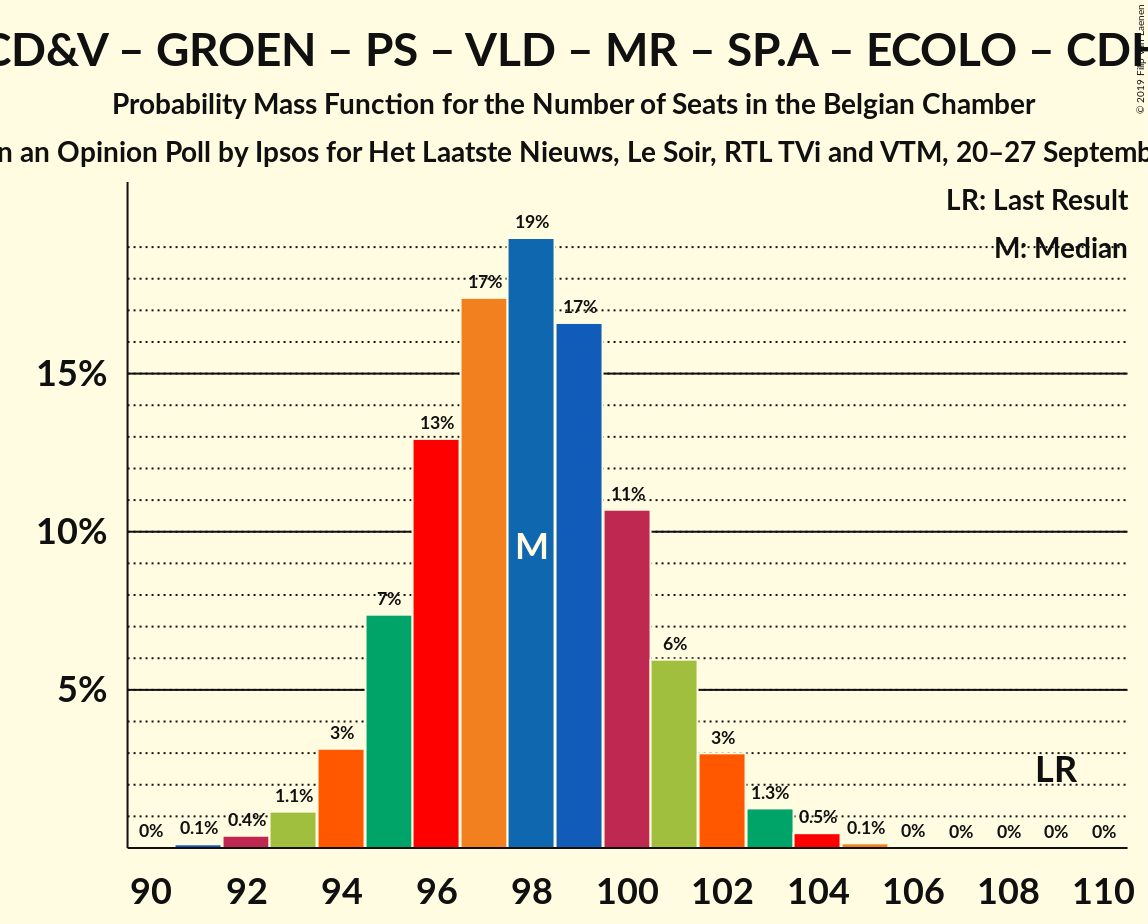 CD&V – GROEN – PS – VLD – MR – SP.A – ECOLO –
© 2019 Filip van Laenen
Probability Mass Function for the Number of Seats in the Belgian Chamber
an Opinion Poll by Ipsos for Het Laatste Nieuws, Le Soir, RTL TVi and VTM, 20–27
LR: Last Result
M: Median
19%
17%
17%
15%
13%
11%
10%
M
7%
6%
5%
3%
3%
LR
1.1%
1.3%
0%
0.1%
0.4%
0.5%
0.1%
0%
0%
0%
0%
0%
90 92 94 96 98 100 102 104 106 108 110